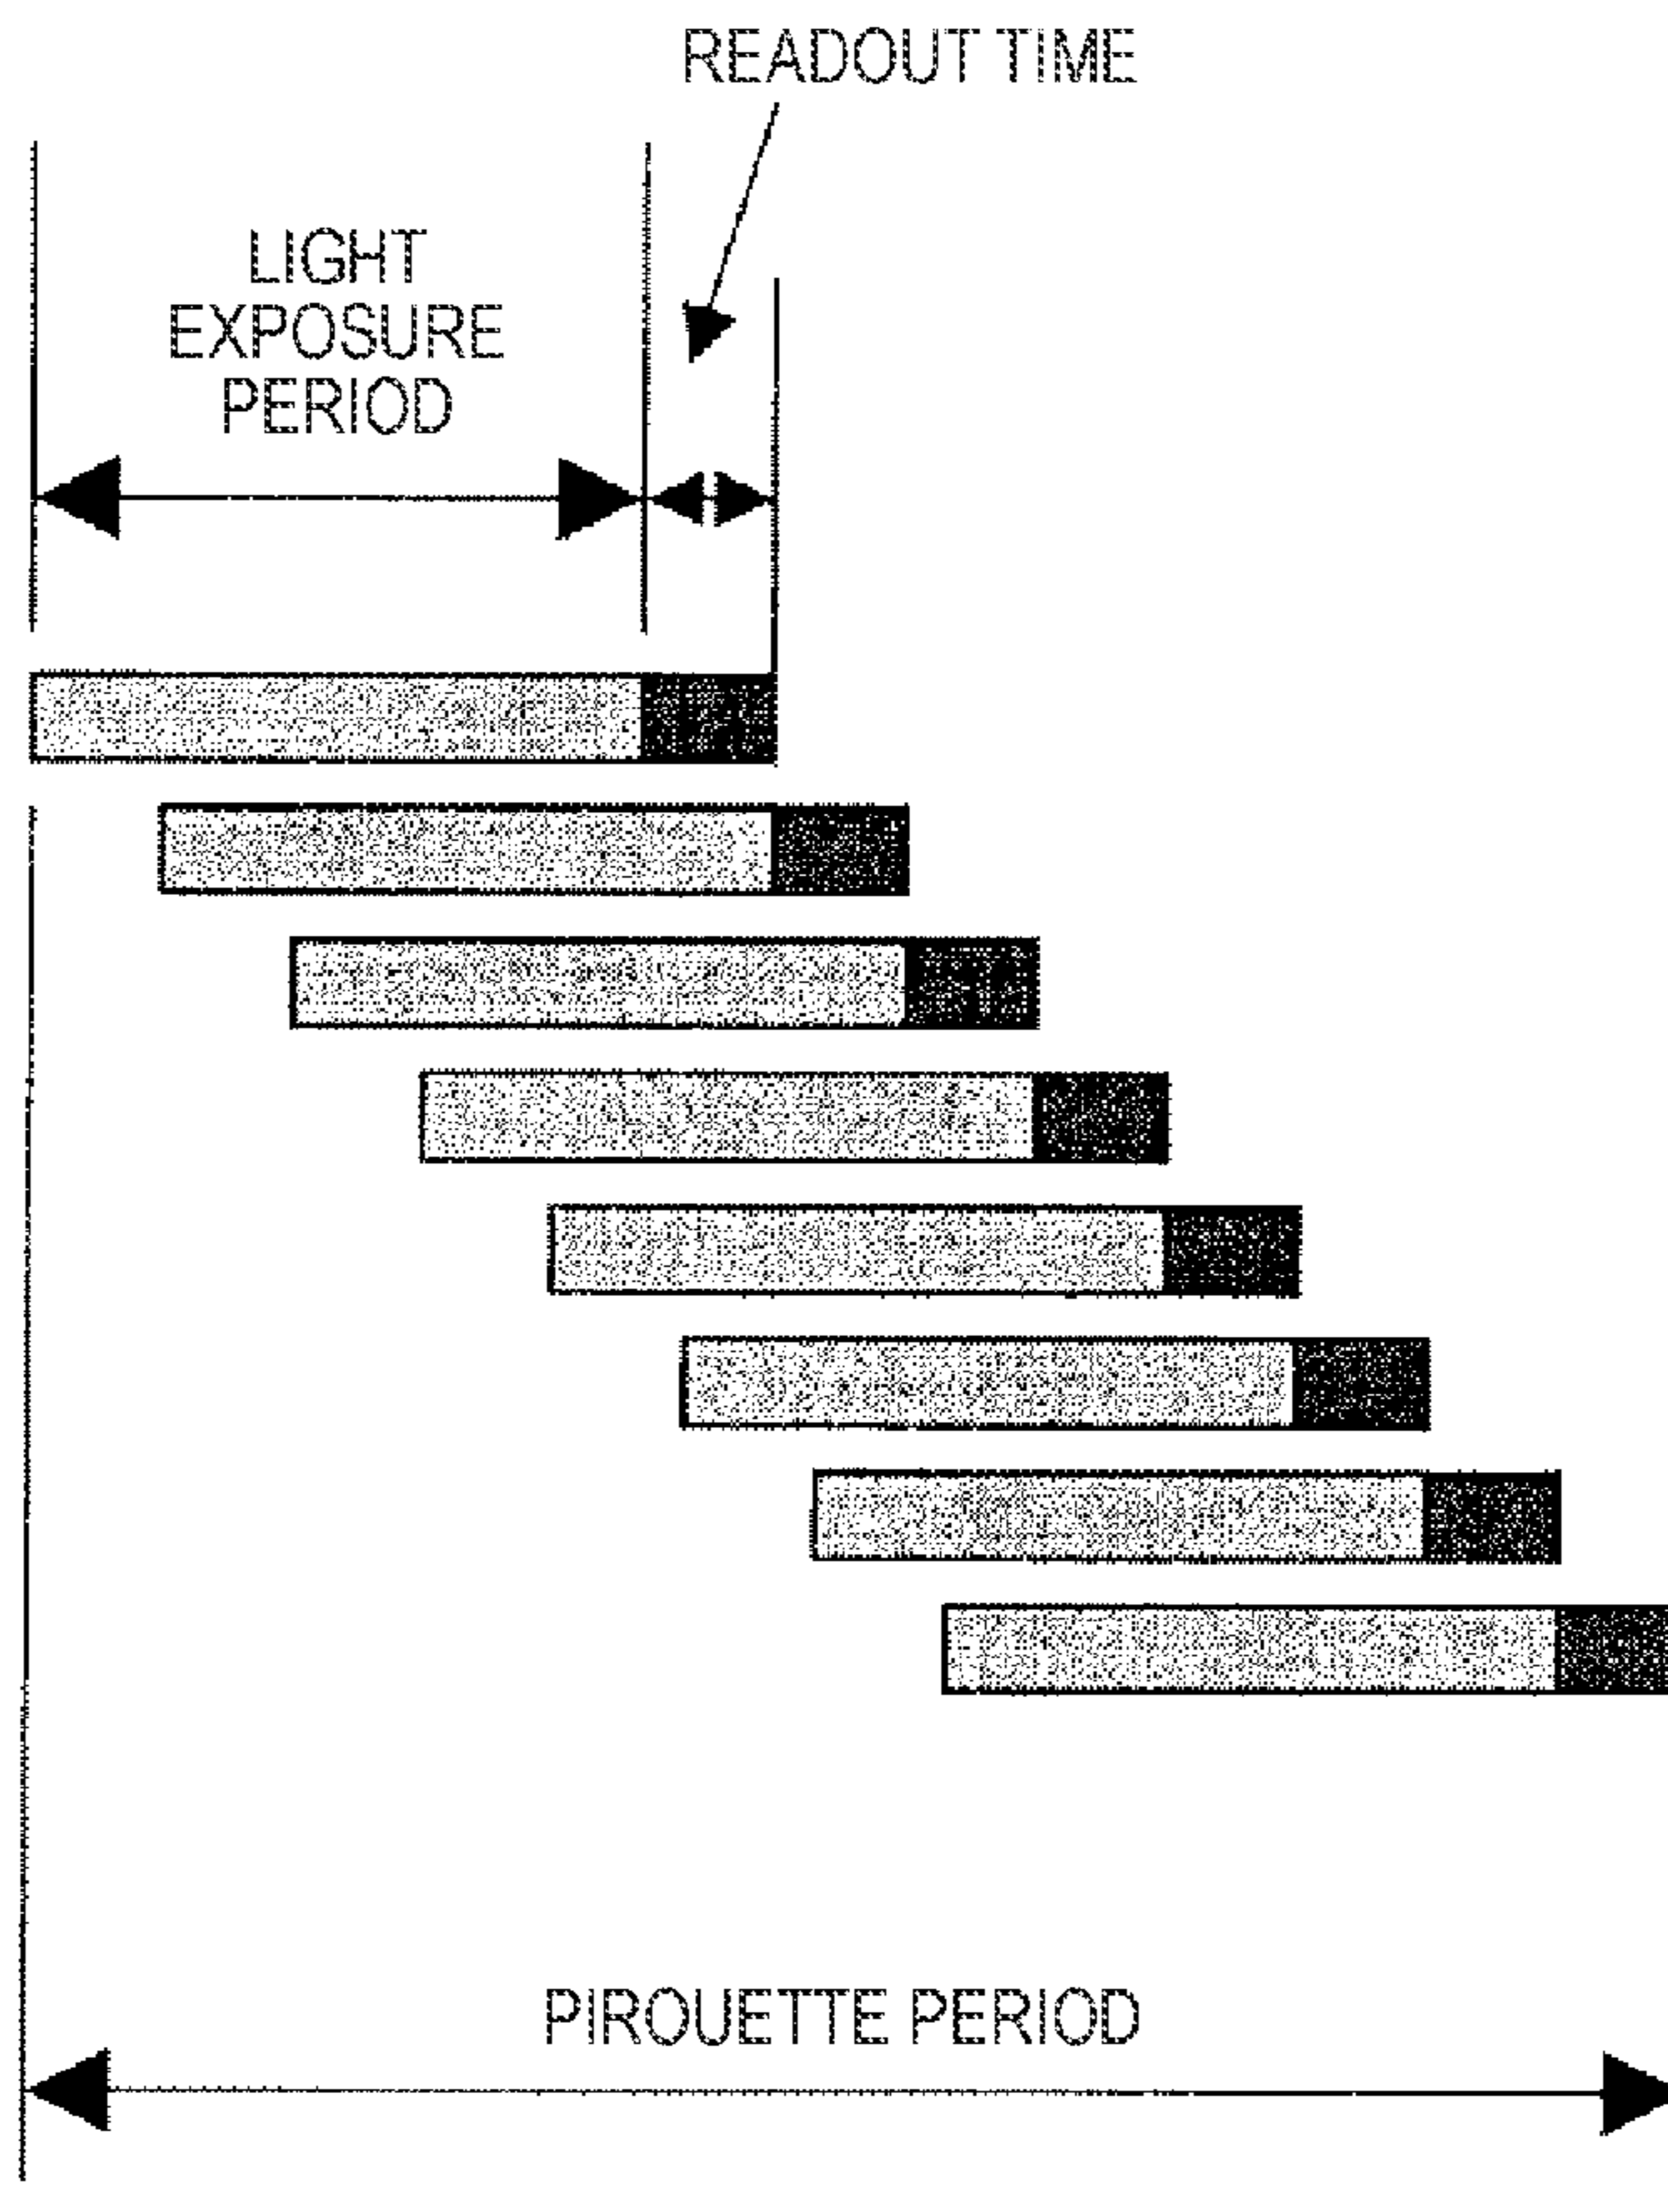 READOUT TIME
LIGHT
EXPOSURE
PERIOD
PIROUETTE PERIOD